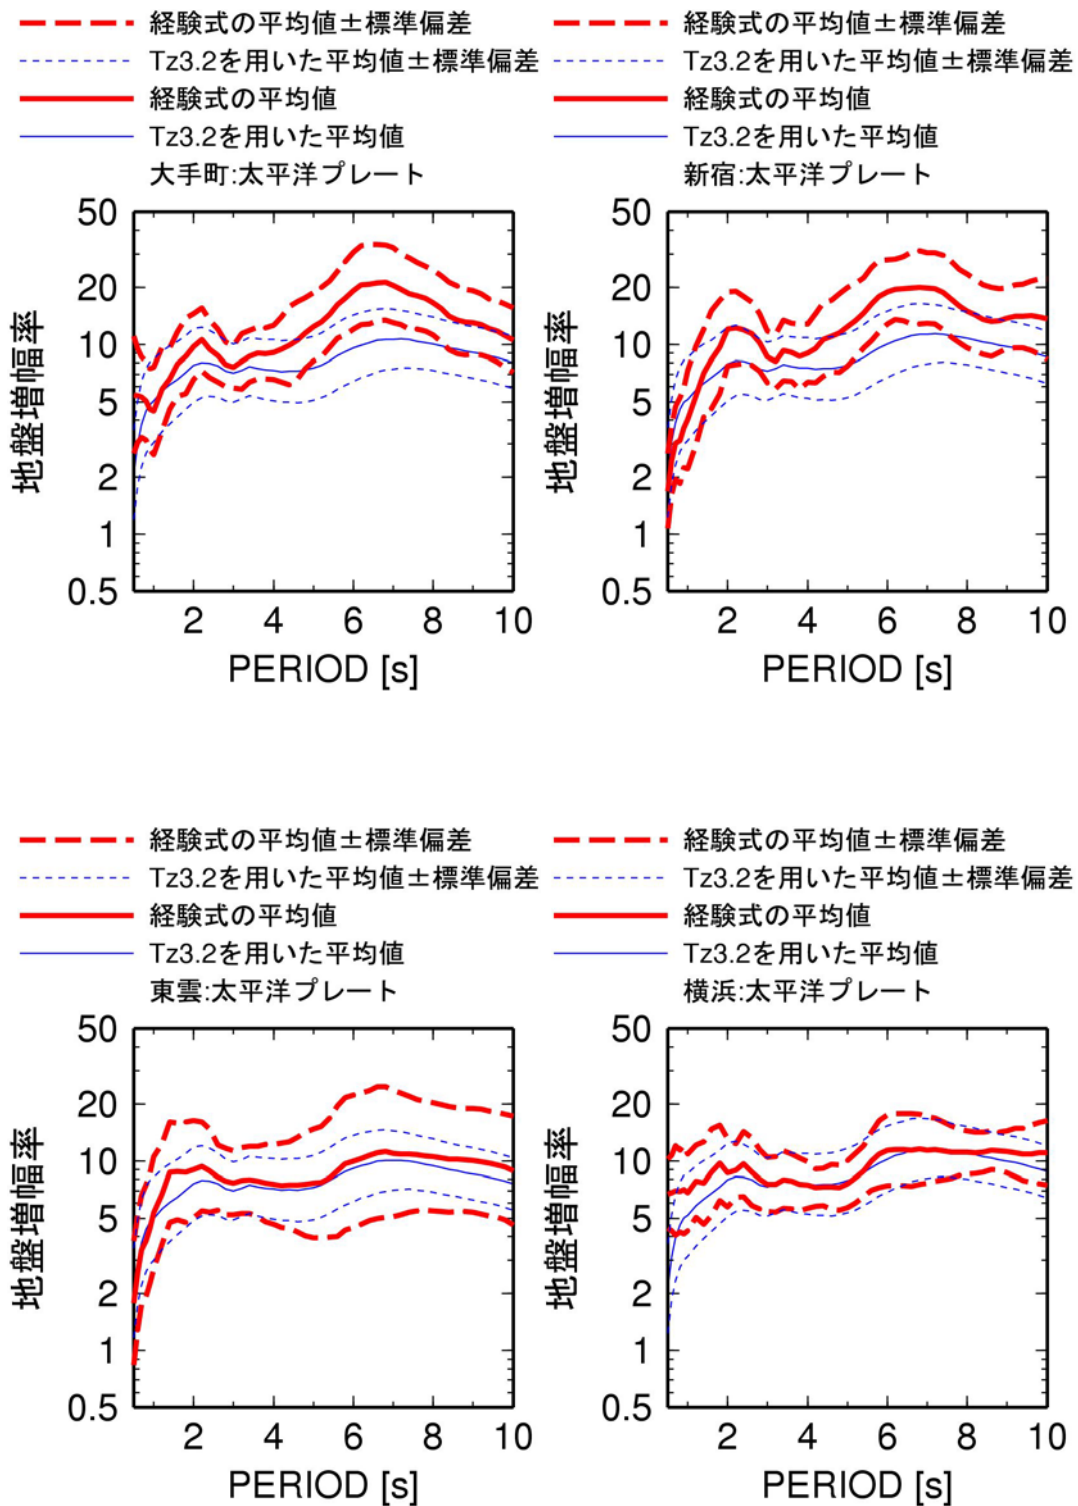 経験式の平均値±標準偏差
Tz3.2を用いた平均値±標準偏差
経験式の平均値
Tz3.2を用いた平均値
大手町:太平洋プレート
50
20
10
5
2
1
0.5
地盤増幅率
2 4 6 8 10
PERIOD [s]
経験式の平均値±標準偏差
Tz3.2を用いた平均値±標準偏差
経験式の平均値
Tz3.2を用いた平均値
新宿:太平洋プレート
50
20
10
5
2
1
0.5
地盤増幅率
2 4 6 8 10
PERIOD [s]
経験式の平均値±標準偏差
Tz3.2を用いた平均値±標準偏差
経験式の平均値
Tz3.2を用いた平均値
東雲:太平洋プレート
50
20
10
5
2
1
0.5
地盤増幅率
2 4 6 8 10
PERIOD [s]
経験式の平均値±標準偏差
Tz3.2を用いた平均値±標準偏差
経験式の平均値
Tz3.2を用いた平均値
横浜:太平洋プレート
50
20
10
5
2
1
0.5
地盤増幅率
2 4 6 8 10
PERIOD [s]